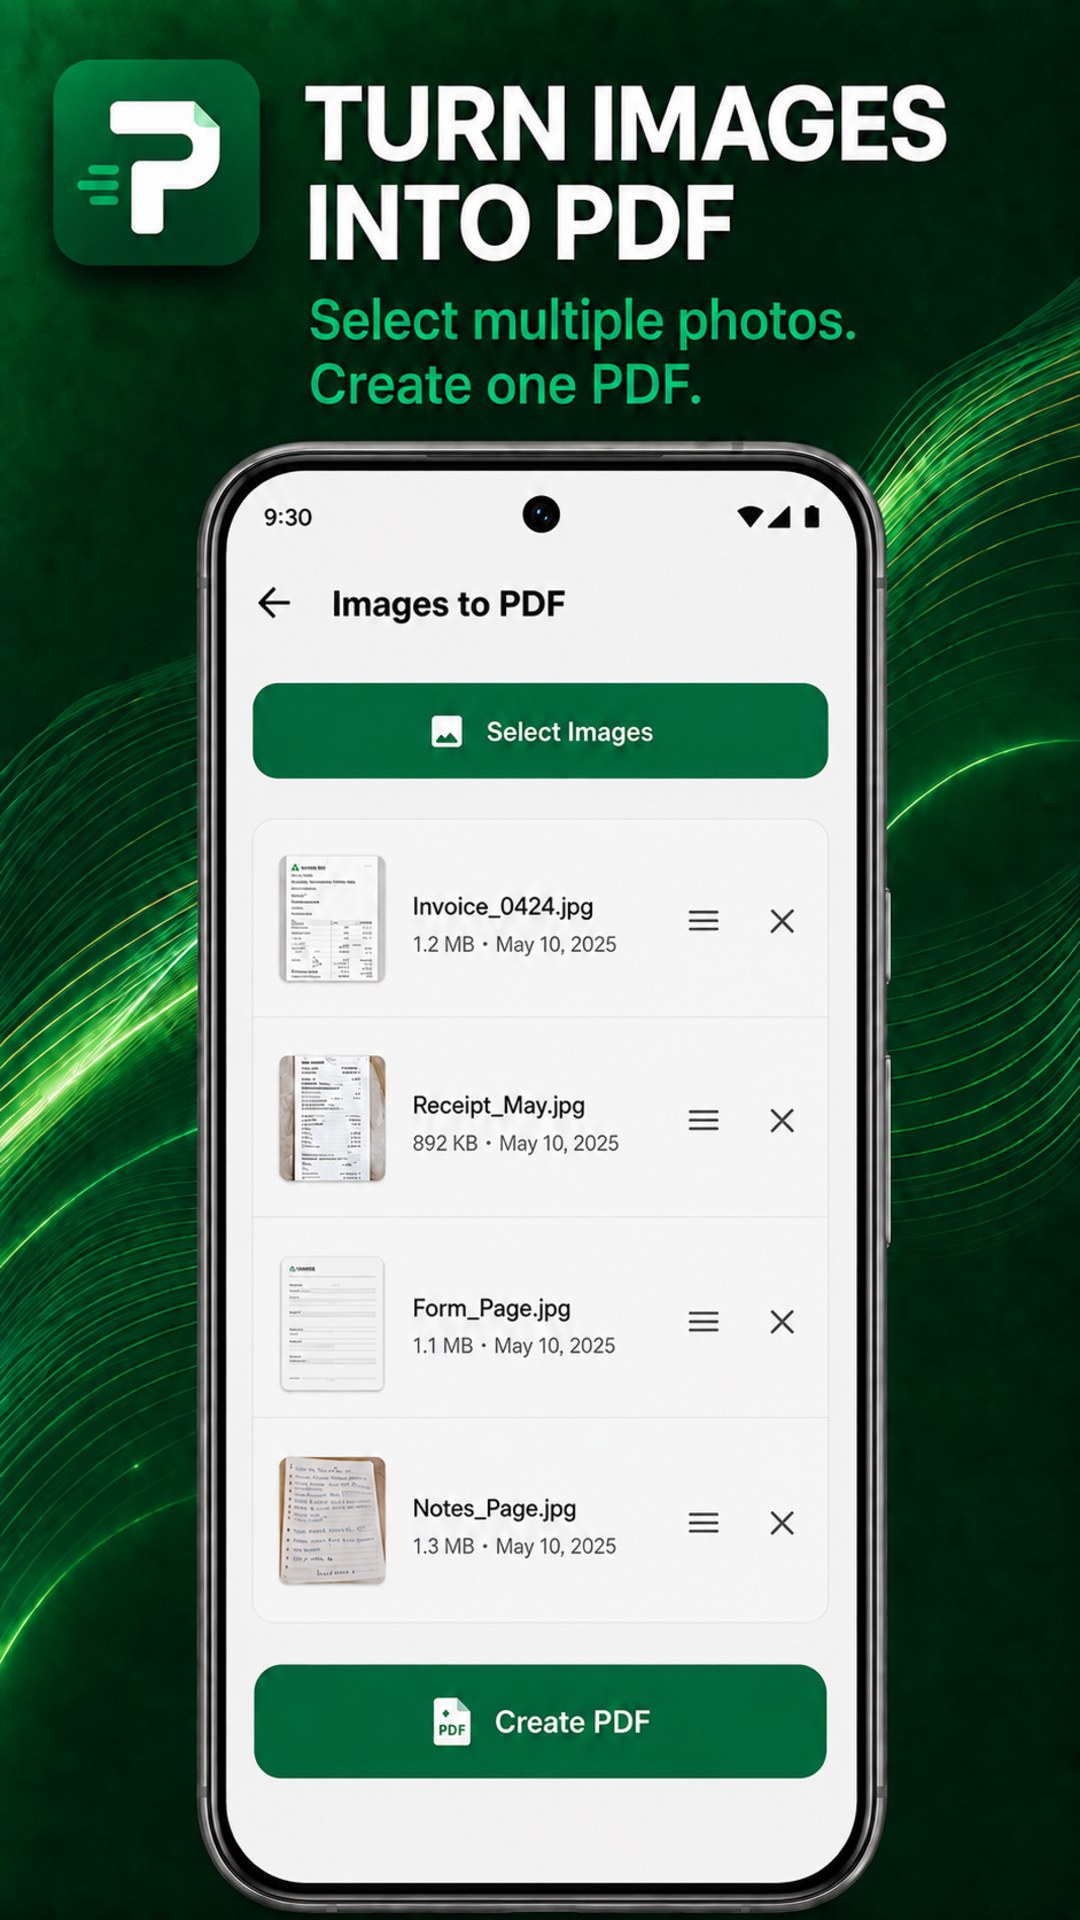 TURN IMAGES
INTO PDF
Select multiple photos.
Create one PDF.
9:30
Images to PDF
Select Images
Invoice_0424.jpg
1.2 MB • May 10, 2025
Receipt_May.jpg
892 KB • May 10, 2025
Form_Page.jpg
1.1 MB • May 10, 2025
Notes_Page.jpg
1.3 MB • May 10, 2025
PDF
Create PDF